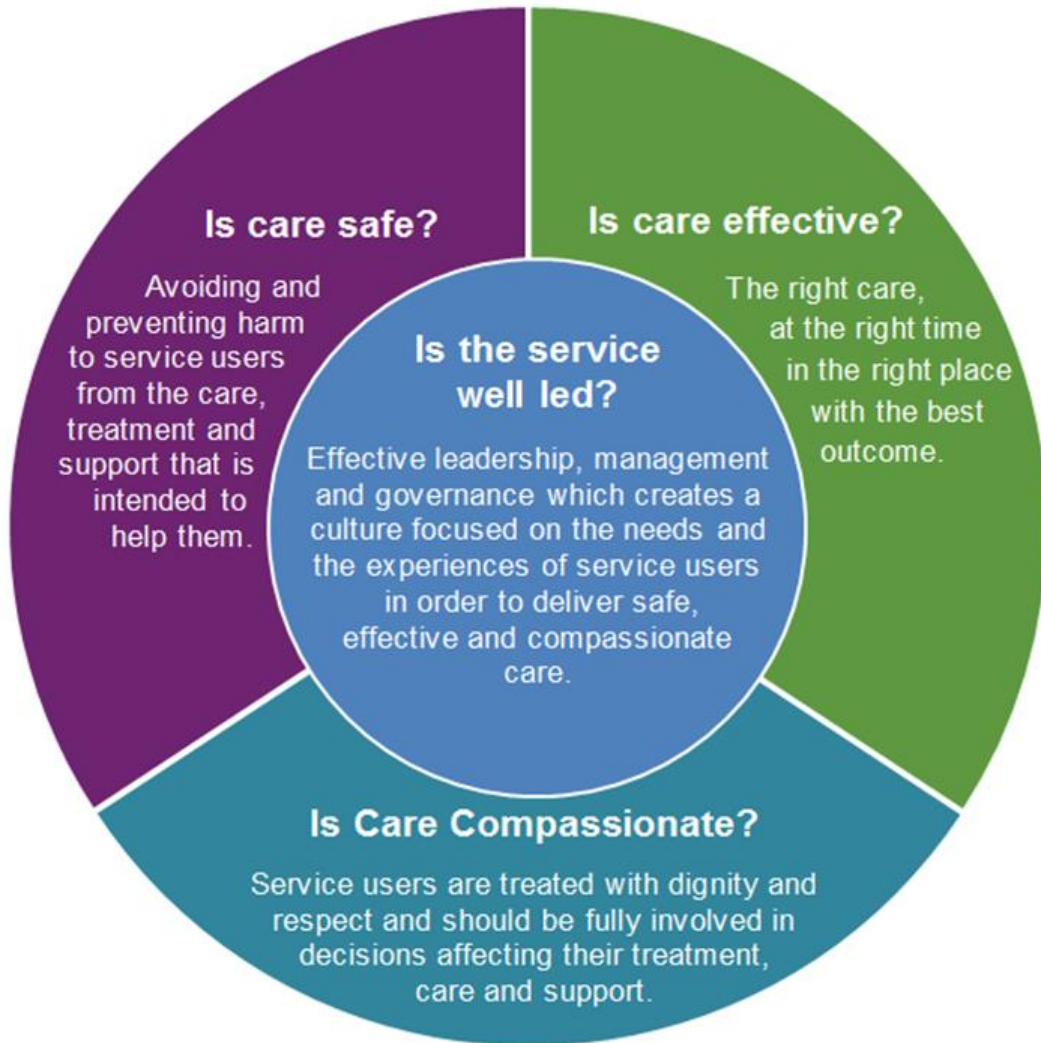 Is care safe?
Avoiding and
preventing harm
to service users
from the care,
treatment and
support that is
intended to
help them.
Is care effective?
The right care,
at the right time
in the right place
with the best
outcome.
Is the service
well led?
Effective leadership, management
and governance which creates a
culture focused on the needs and
the experiences of service users
in order to deliver safe,
effective and compassionate
care.
Is Care Compassionate?
Service users are treated with dignity and
respect and should be fully involved in
decisions affecting their treatment,
care and support.